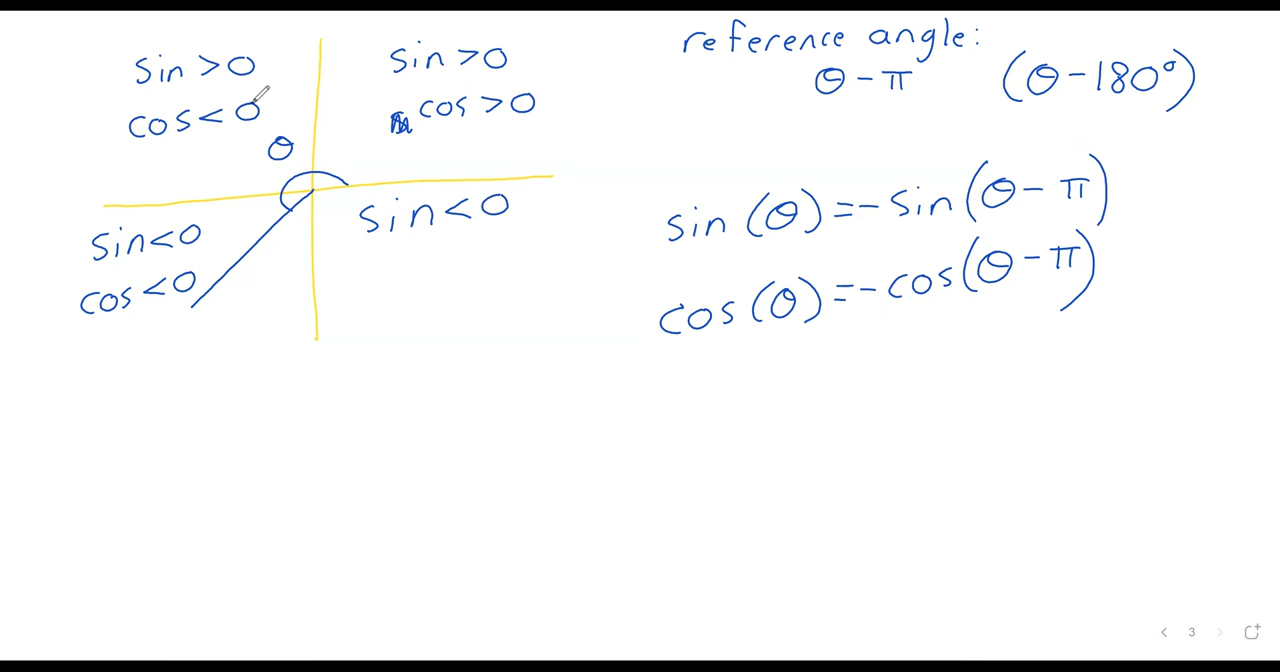 sin > 0
cos < 0
sin > 0
cos > 0
θ
sin < 0
cos < 0
sin < 0
reference angle:
θ - π (θ - 180°)
sin (θ) = - sin (θ - π)
cos (θ) = - cos (θ - π)
3